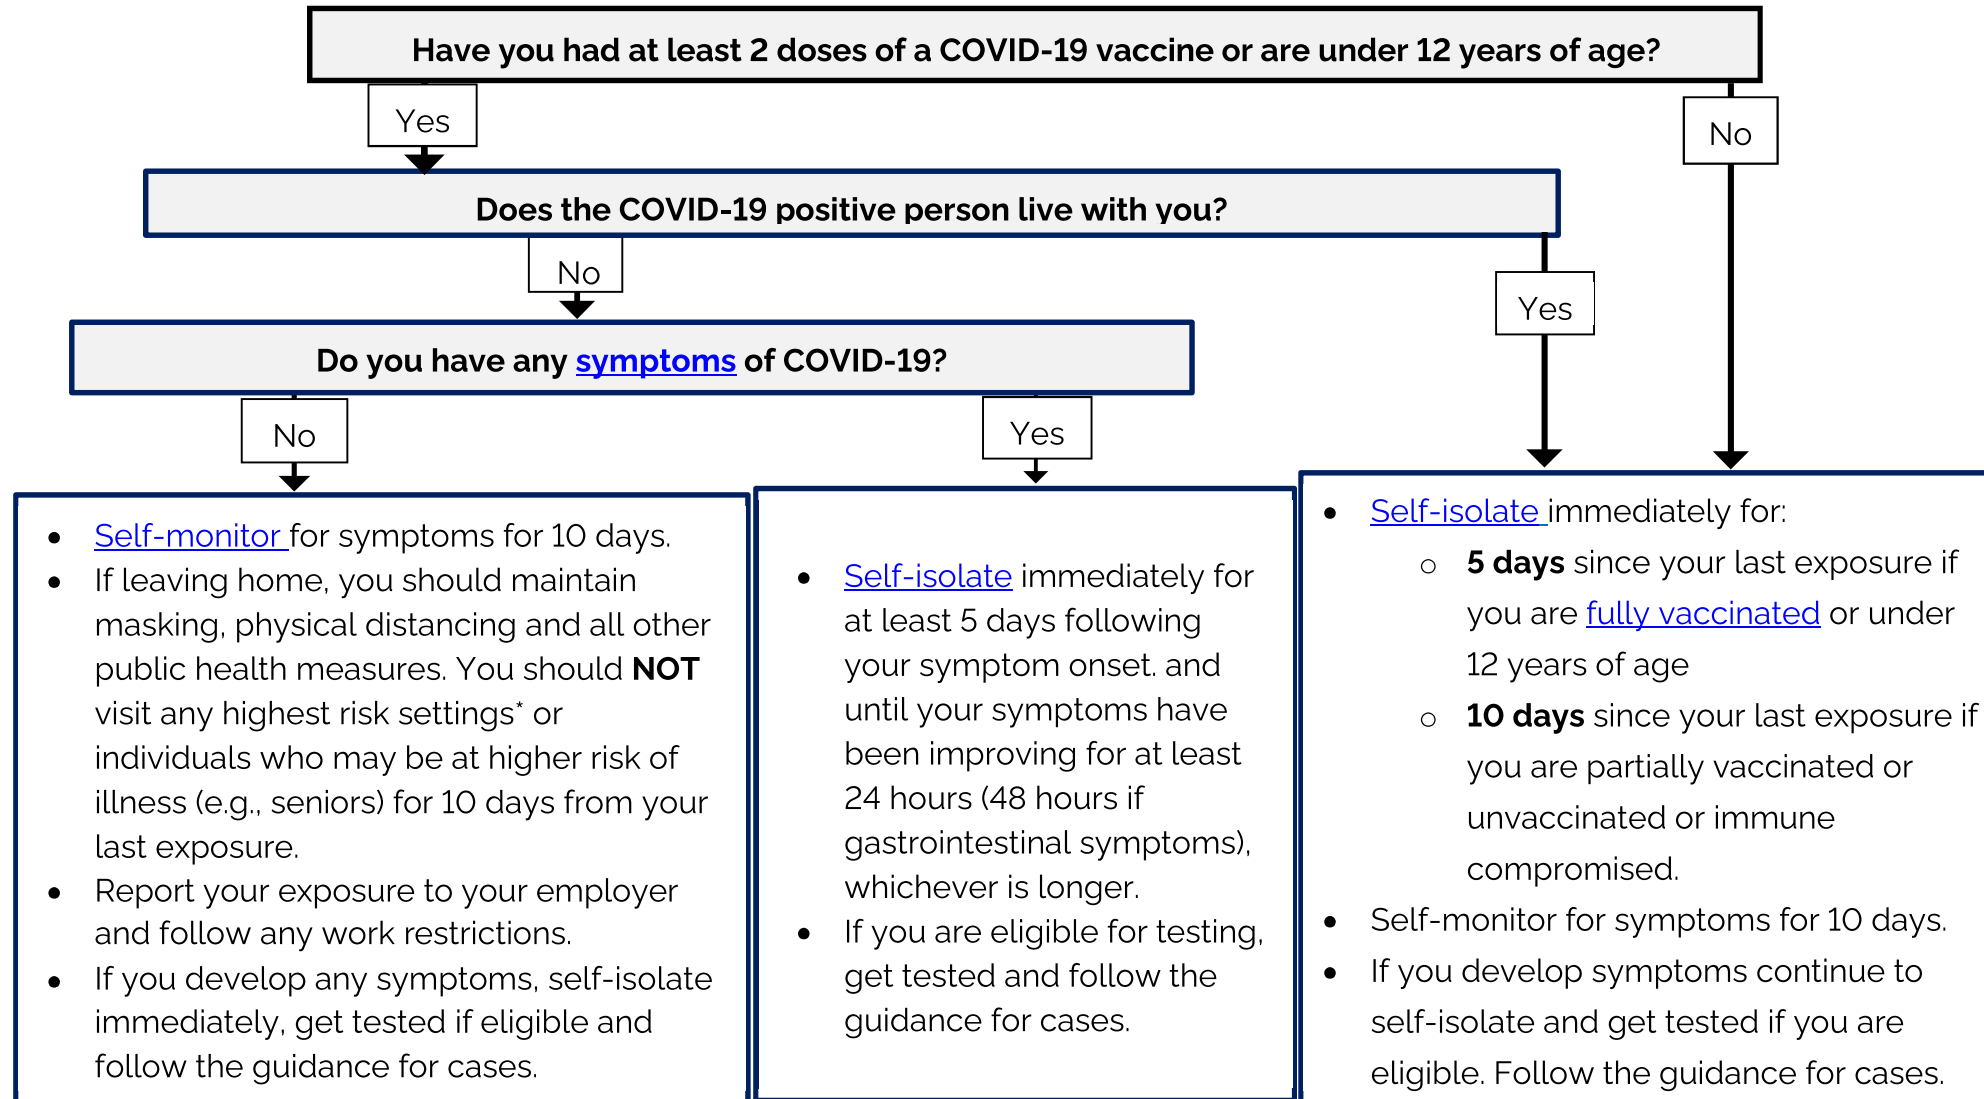 Have you had at least 2 doses of a COVID-19 vaccine or are under 12 years of age?
Yes
No
Does the COVID-19 positive person live with you?
No
Yes
Do you have any symptoms of COVID-19?
No
Yes
• Self-monitor for symptoms for 10 days.
• If leaving home, you should maintain
masking, physical distancing and all other
public health measures. You should NOT
visit any highest risk settings* or
individuals who may be at higher risk of
illness (e.g., seniors) for 10 days from your
last exposure.
• Report your exposure to your employer
and follow any work restrictions.
• If you develop any symptoms, self-isolate
immediately, get tested if eligible and
follow the guidance for cases.
• Self-isolate immediately for
at least 5 days following
your symptom onset. and
until your symptoms have
been improving for at least
24 hours (48 hours if
gastrointestinal symptoms),
whichever is longer.
• If you are eligible for testing,
get tested and follow the
guidance for cases.
• Self-isolate immediately for:
o 5 days since your last exposure if
you are fully vaccinated or under
12 years of age
o 10 days since your last exposure if
you are partially vaccinated or
unvaccinated or immune
compromised.
• Self-monitor for symptoms for 10 days.
• If you develop symptoms continue to
self-isolate and get tested if you are
eligible. Follow the guidance for cases.